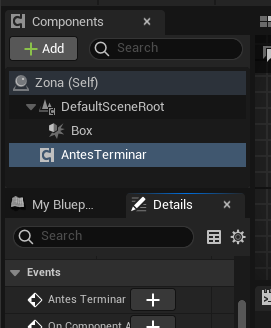 Components
Add
Search
Zona (Self)
DefaultSceneRoot
Box
AntesTerminar
My Bluep...
Details
Search
Events
Antes Terminar
On Component A